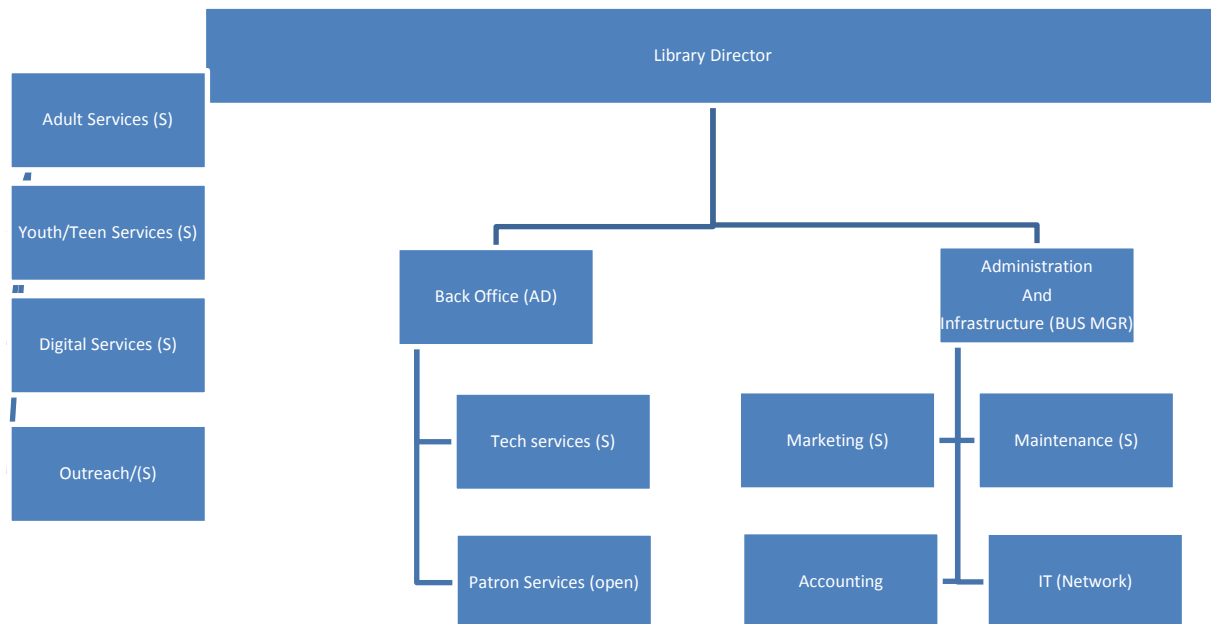 Library Director
Adult Services (S)
Youth/Teen Services (S)
Digital Services (S)
Outreach/(S)
Back Office (AD)
Tech services (S)
Patron Services (open)
Administration
And
Infrastructure (BUS MGR)
Marketing (S)
Maintenance (S)
Accounting
IT (Network)